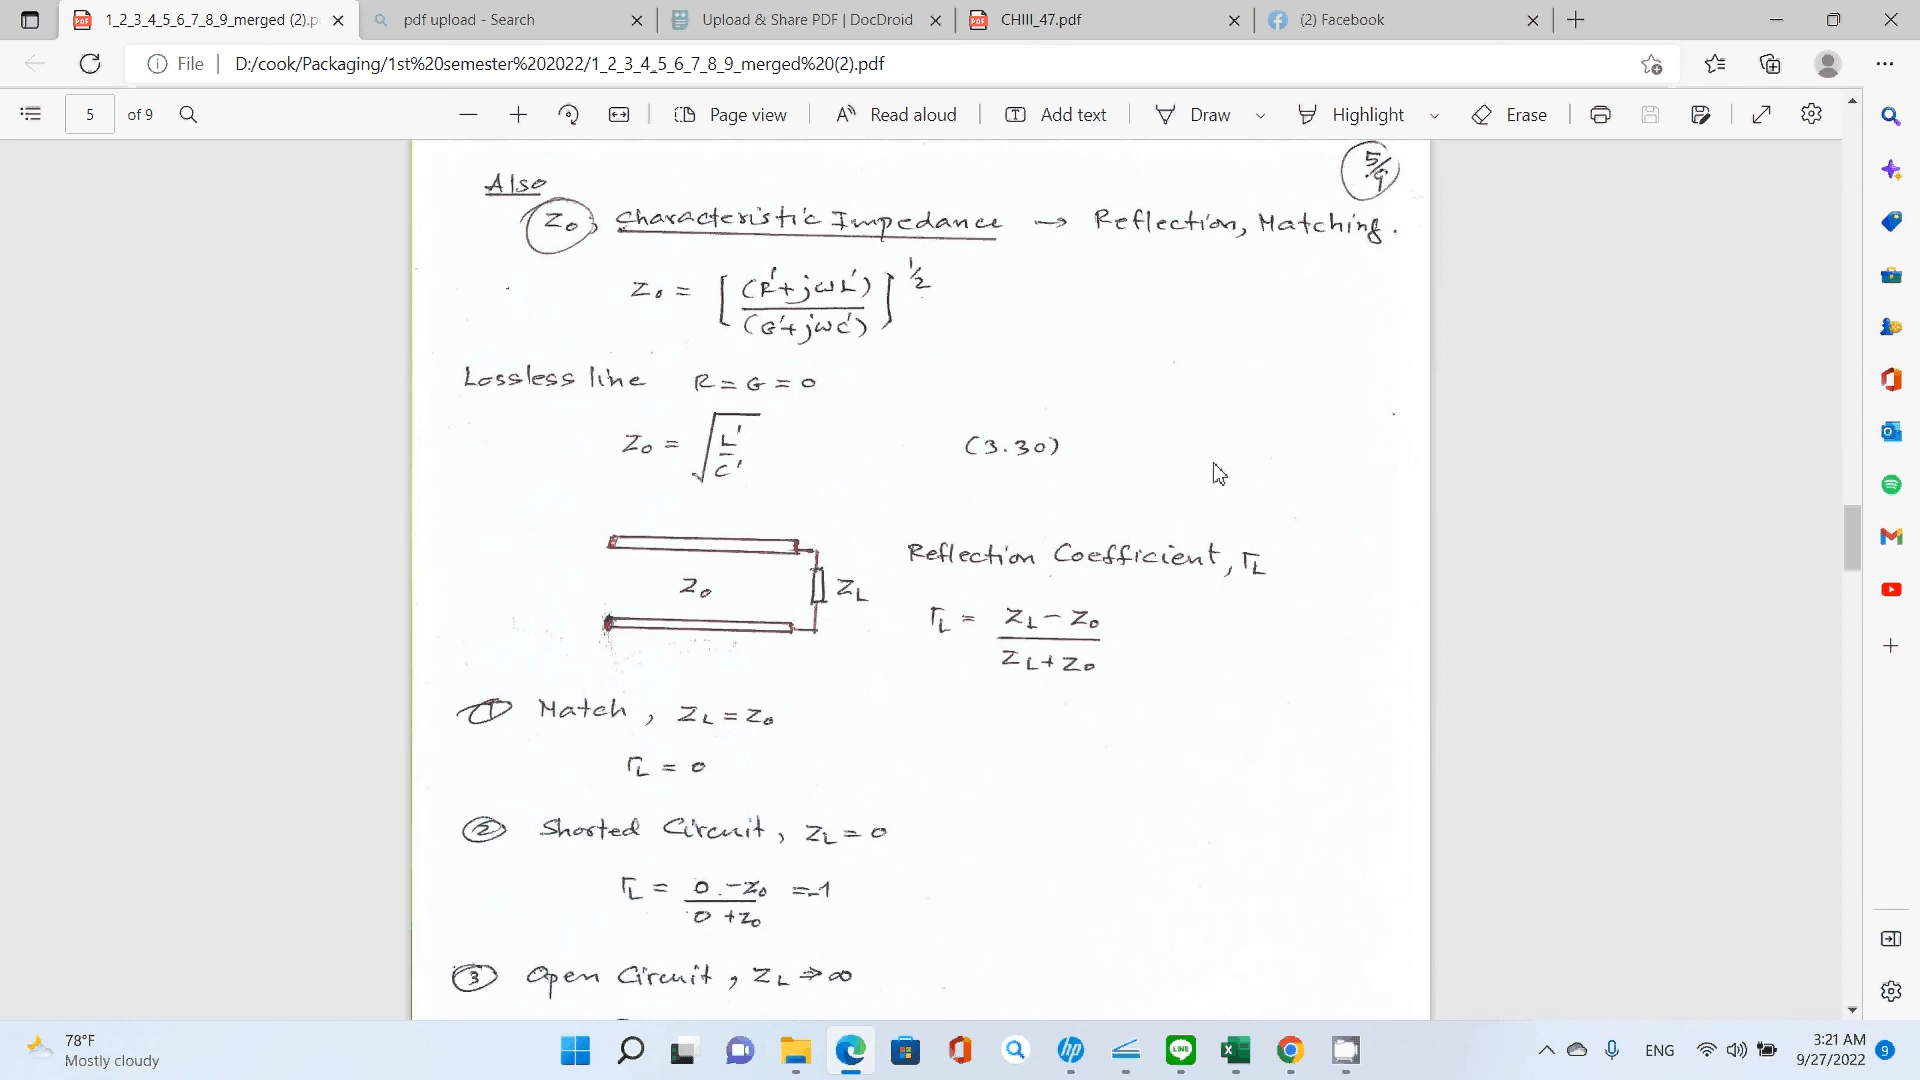 1_2_3_4_5_6_7_8_9_merged (2).p
pdf upload - Search
Upload & Share PDF | DocDroid
CHIII_47.pdf
(2) Facebook
File
D:/cook/Packaging/1st%20semester%202022/1_2_3_4_5_6_7_8_9_merged%20(2).pdf
5 of 9
Page view
Read aloud
Add text
Draw
Highlight
Erase
5/9
Also
Z₀, Characteristic Impedance → Reflection, Matching.
Z₀ = [(R'+jωL')/(G'+jωC')]^1/2
Lossless line R = G = 0
Z₀ = √(L'/C') (3.30)
Z₀ Z_L
Reflection Coefficient, Γ_L
Γ_L = (Z_L - Z₀)/(Z_L + Z₀)
① Match, Z_L = Z₀
Γ_L = 0
② Shorted Circuit, Z_L = 0
Γ_L = (0 - Z₀)/(0 + Z₀) = -1
③ Open Circuit, Z_L ⇒ ∞
78°F
Mostly cloudy
hp
LINE
ENG
3:21 AM
9/27/2022
9